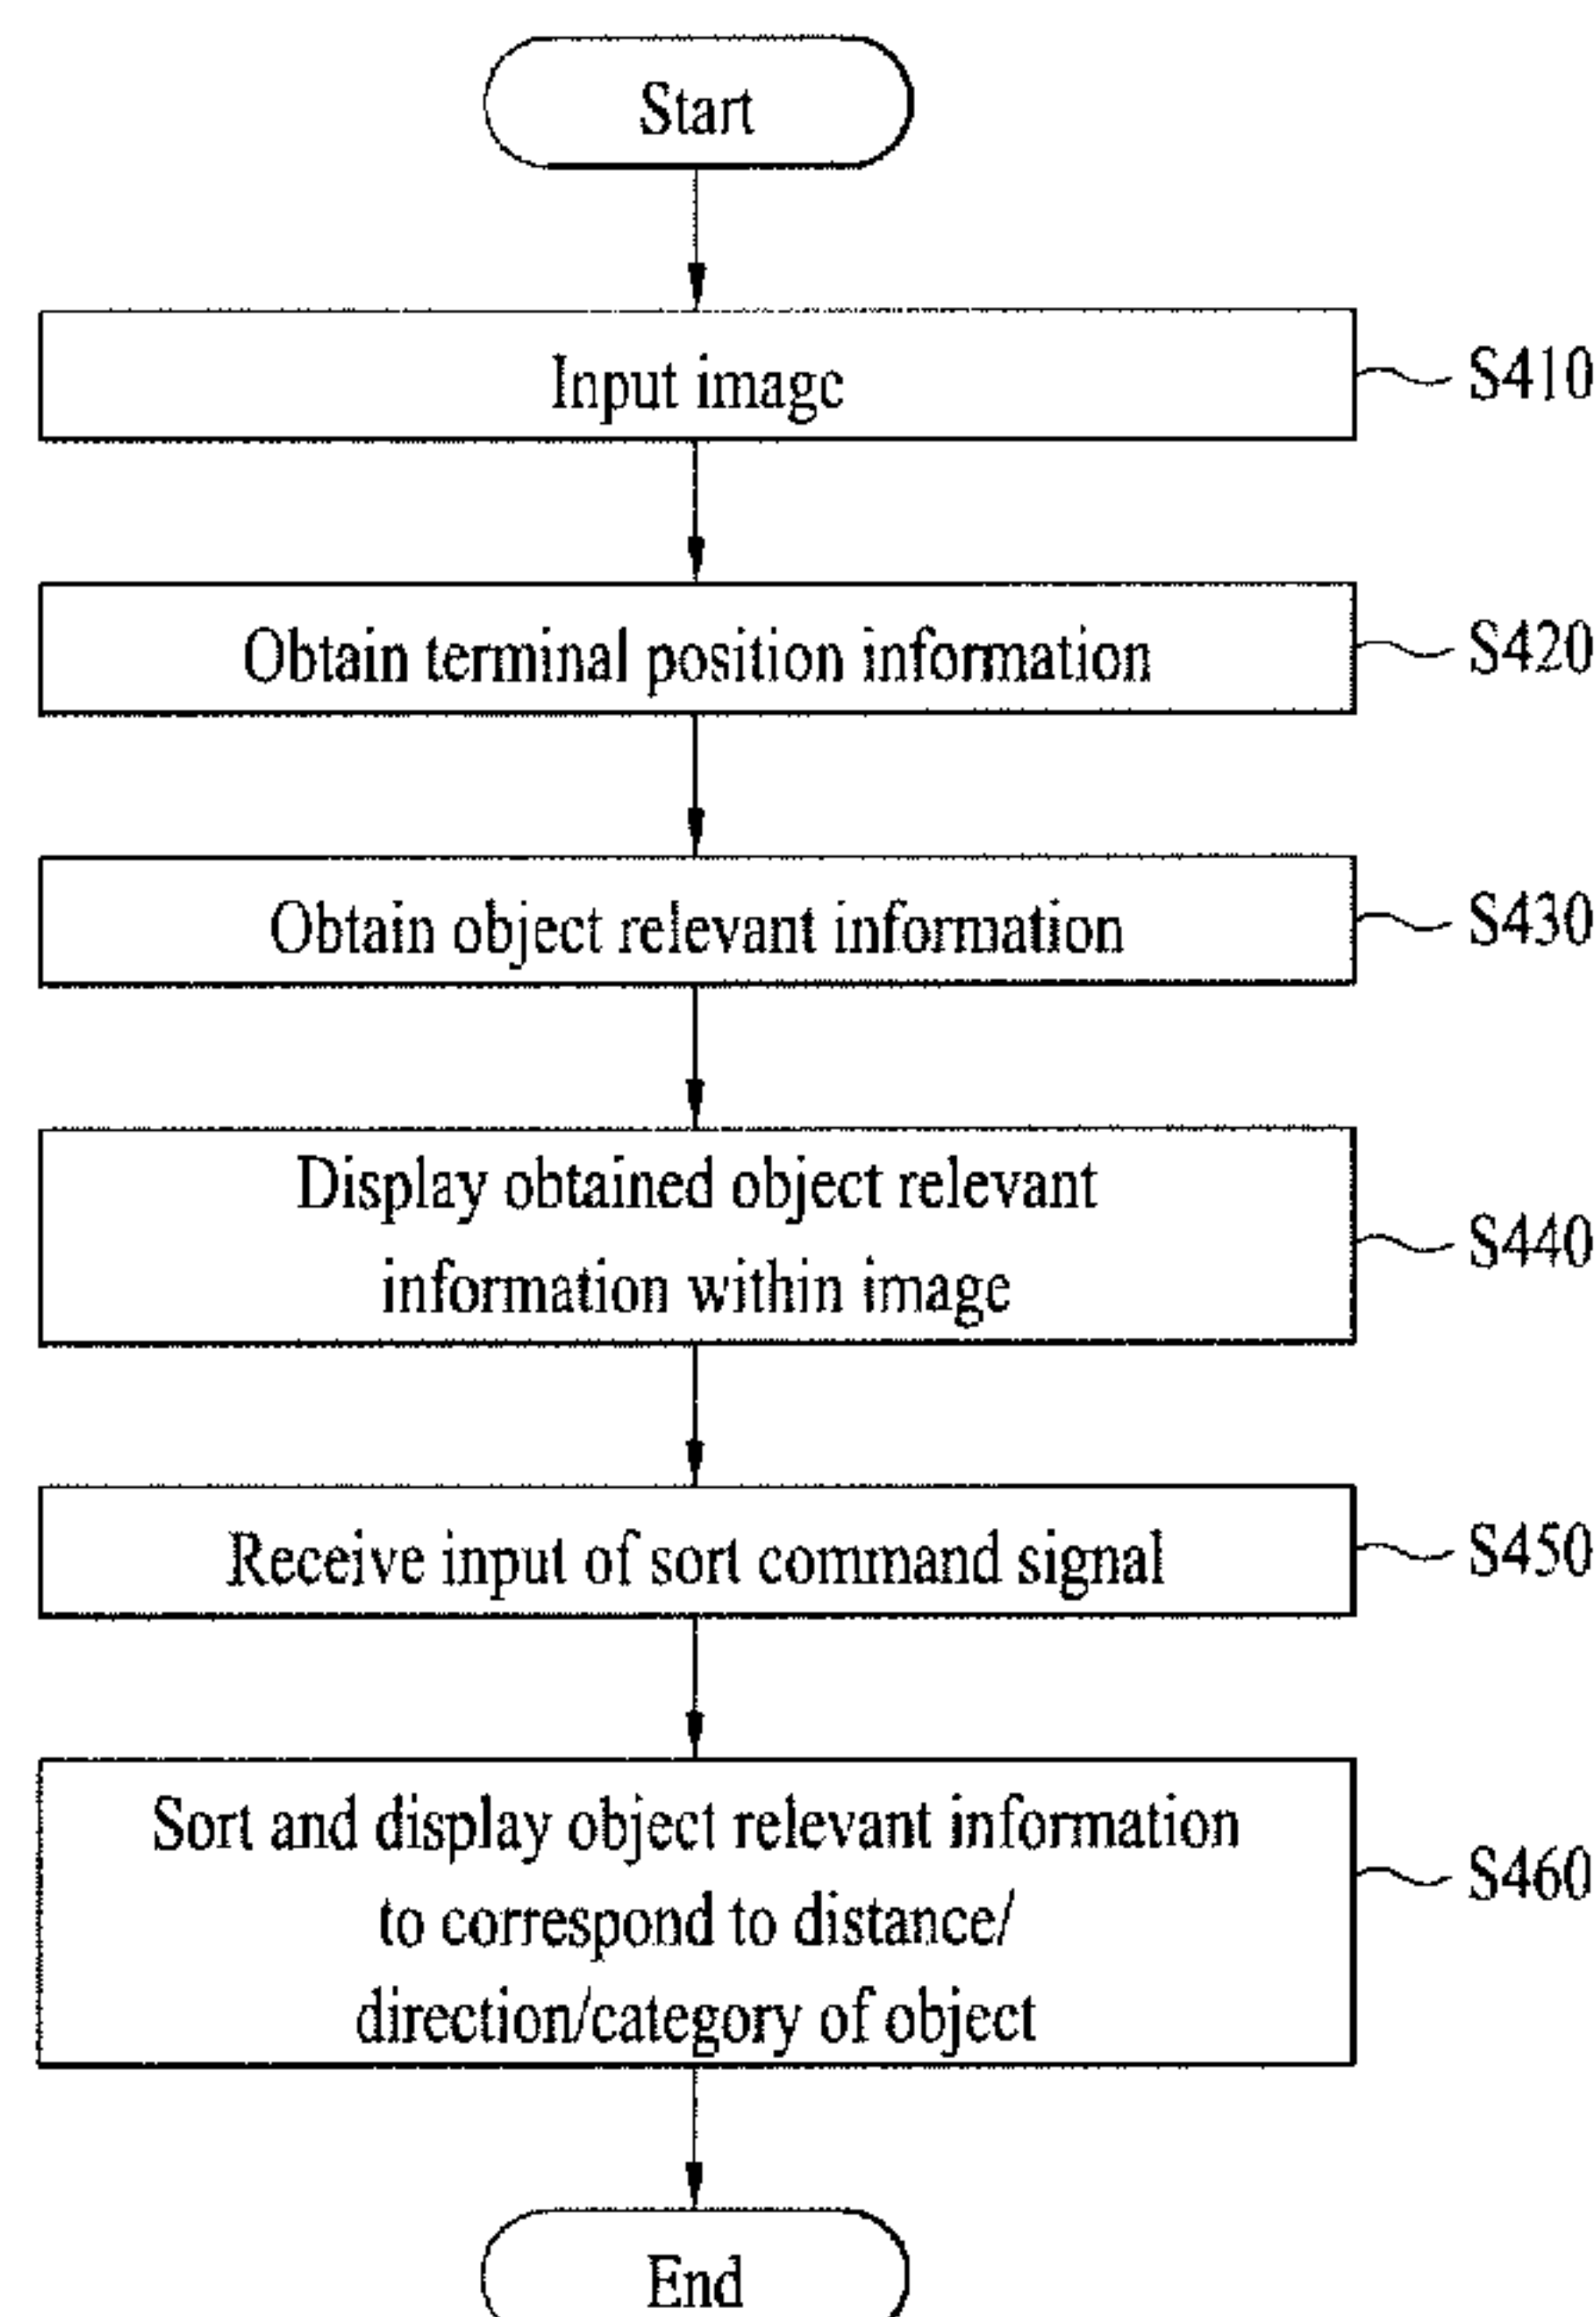 Start
Input image
S410
Obtain terminal position information
S420
Obtain object relevant information
S430
Display obtained object relevant
information within image
S440
Receive input of sort command signal
S450
Sort and display object relevant information
to correspond to distance/
direction/category of object
S460
End